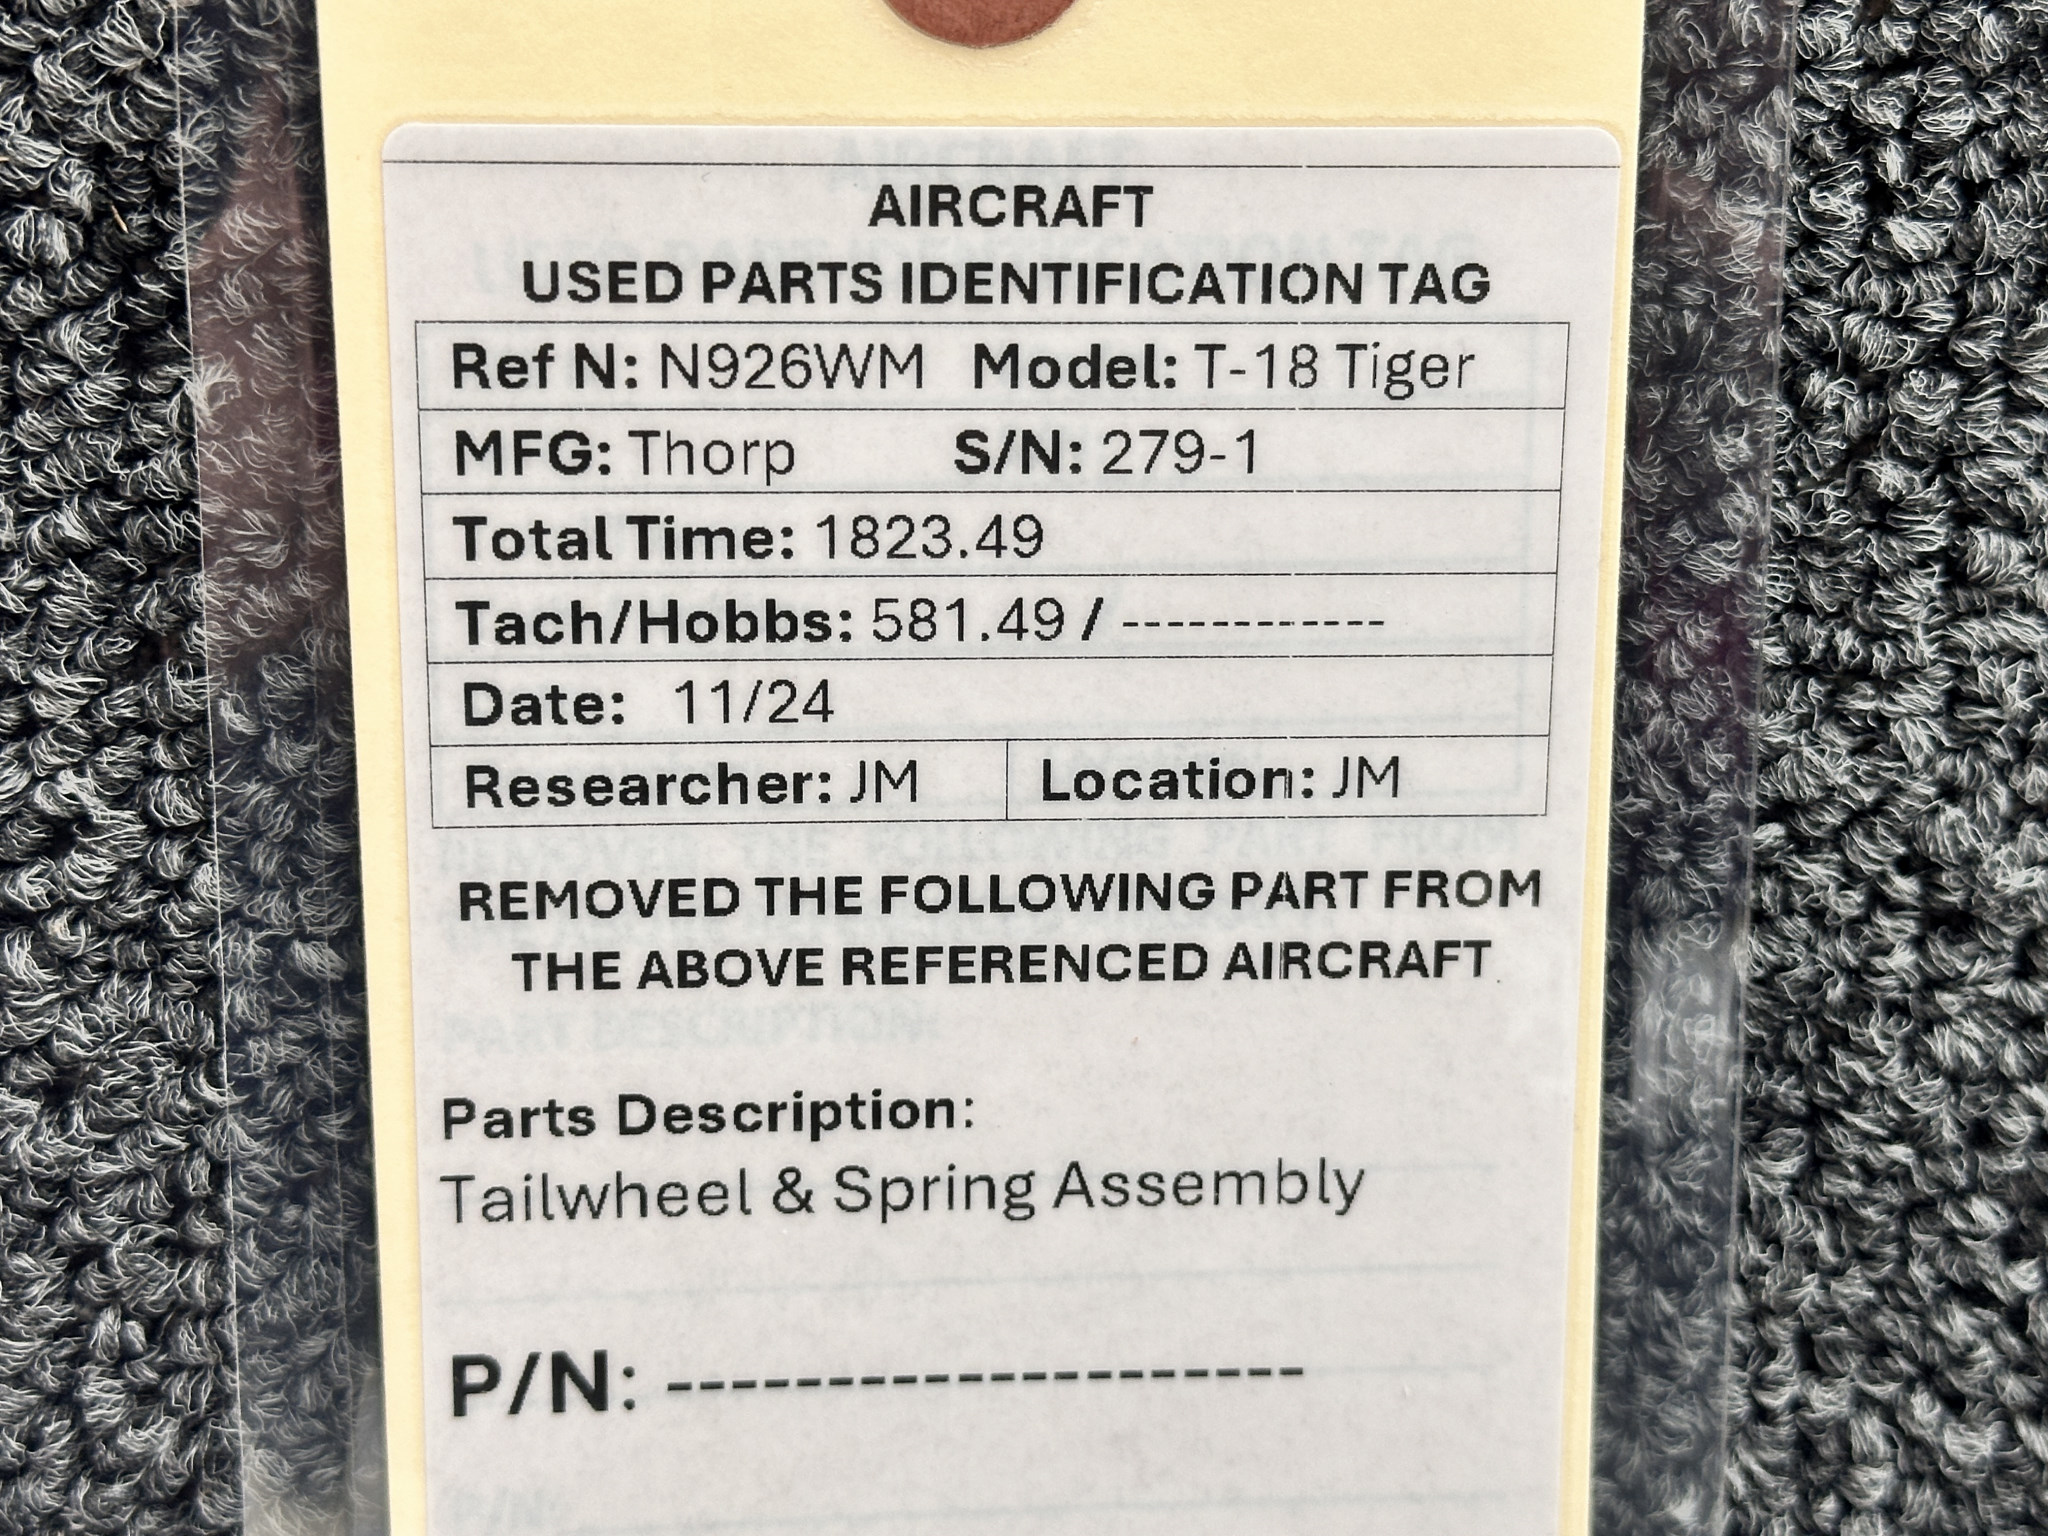 AIRCRAFT
USED PARTS IDENTIFICATION TAG
Ref N: N926WM Model: T-18 Tiger
MFG: Thorp S/N: 279-1
Total Time: 1823.49
Tach/Hobbs: 581.49 / ------------
Date: 11/24
Researcher: JM Location: JM
REMOVED THE FOLLOWING PART FROM
THE ABOVE REFERENCED AIRCRAFT
Parts Description:
Tailwheel & Spring Assembly
P/N: --------------------